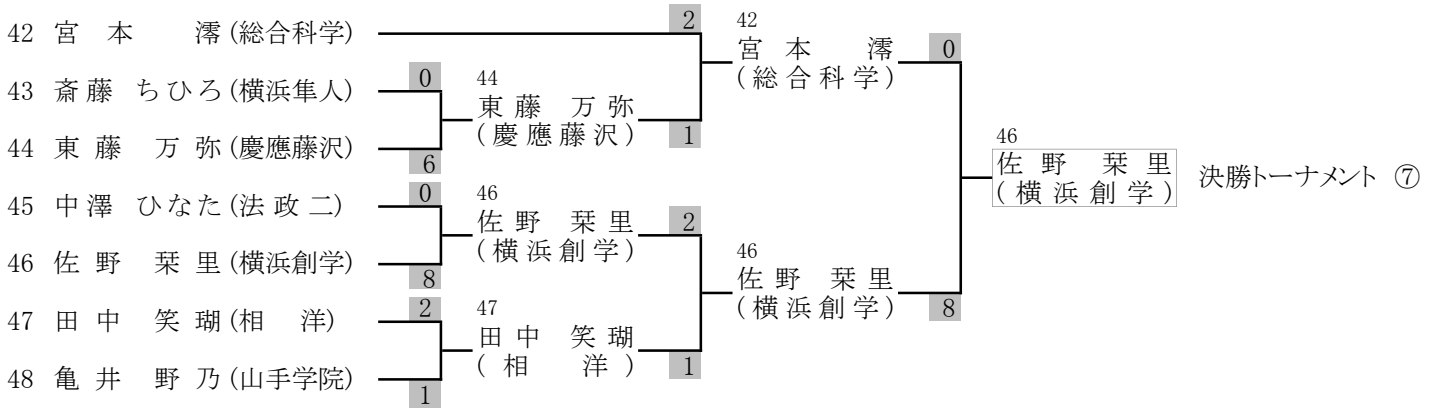 42 宮 本 澪 (総合科学)
43 斎藤 ちひろ (横浜隼人)
44 東 藤 万 弥 (慶應藤沢)
45 中澤 ひなた (法 政 二)
46 佐 野 栞 里 (横浜創学)
47 田 中 笑 瑚 (相 洋)
48 亀 井 野 乃 (山手学院)
0
6
0
8
2
1
44
東 藤 万 弥
(慶應藤沢)
46
佐 野 栞 里
(横浜創学)
47
田 中 笑 瑚
(相 洋)
2
1
2
1
42
宮 本 澪
(総合科学)
46
佐 野 栞 里
(横浜創学)
0
8
46
佐 野 栞 里
(横浜創学)
決勝トーナメント ⑦